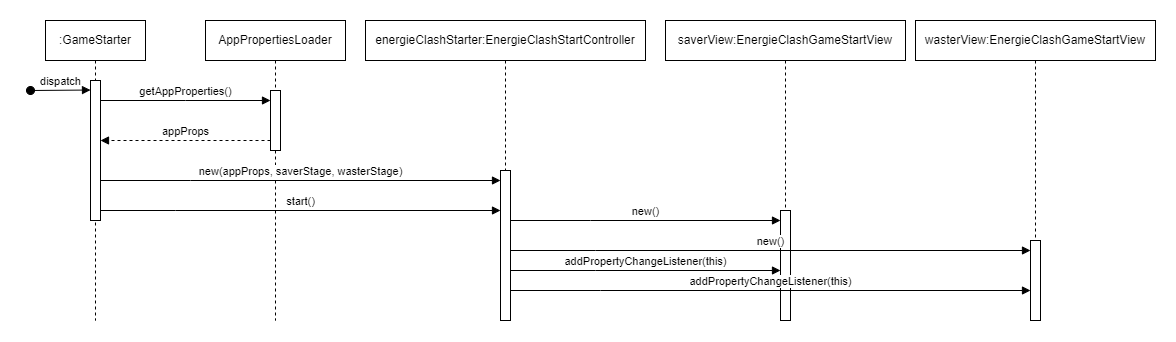 :GameStarter
AppPropertiesLoader
energieClashStarter:EnergieClashStartController
saverView:EnergieClashGameStartView
wasterView:EnergieClashGameStartView
dispatch
getAppProperties()
appProps
new(appProps, saverStage, wasterStage)
start()
new()
new()
addPropertyChangeListener(this)
addPropertyChangeListener(this)